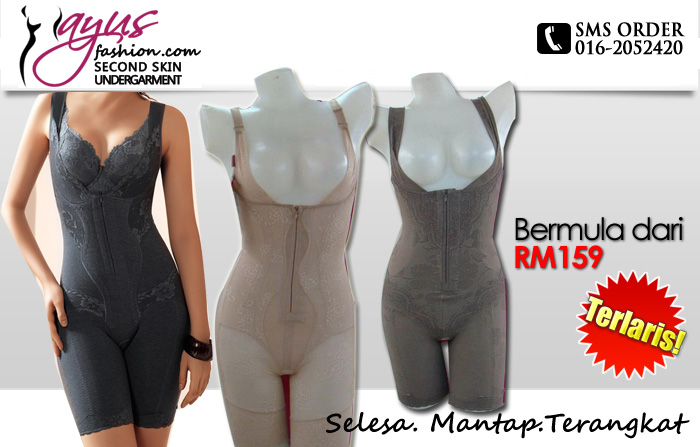 ayus
fashion.com
SECOND SKIN
UNDERGARMENT
SMS ORDER
016-2052420
Bermula dari
RM159
Terlaris!
Selesa. Mantap.Terangkat